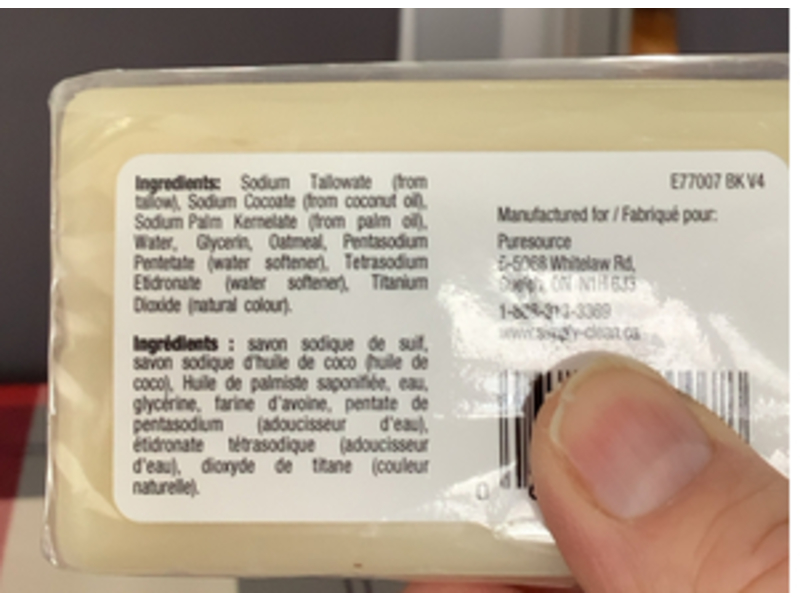 Ingredients: Sodium Tallowate (from
tallow), Sodium Cocoate (from coconut oil),
Sodium Palm Kernelate (from palm oil),
Water, Glycerin, Oatmeal, Pentasodium
Pentetate (water softener), Tetrasodium
Etidronate (water softener), Titanium
Dioxide (natural colour).
Ingrédients : savon sodique de suif,
savon sodique d'huile de coco (huile de
coco), Huile de palmiste saponifiée, eau,
glycérine, farine d'avoine, pentate de
pentasodium (adoucisseur d'eau),
étidronate tétrasodique (adoucisseur
d'eau), dioxyde de titane (couleur
naturelle).
E77007 BK V4
Manufactured for / Fabriqué pour:
Puresource
Whitelaw Rd,
ON N1H 6J3
0